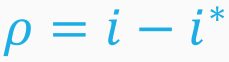 ρ = i − i*